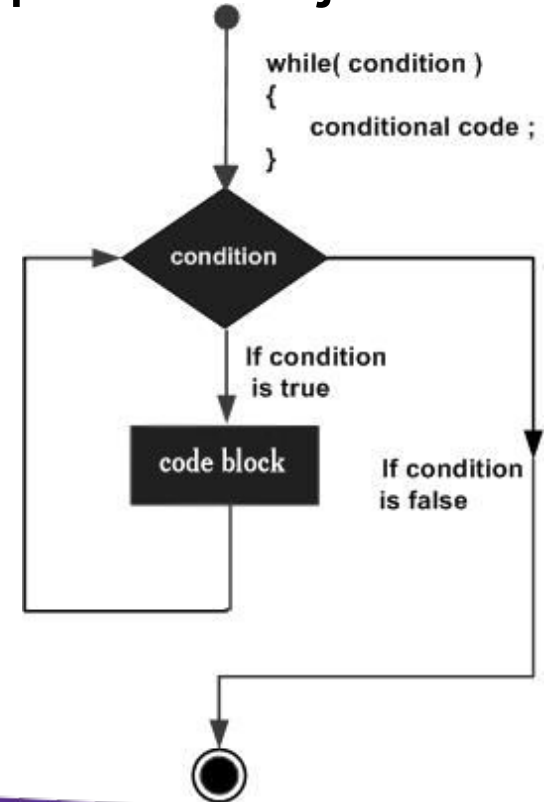 while( condition )
{
conditional code ;
}
condition
If condition
is true
code block
If condition
is false